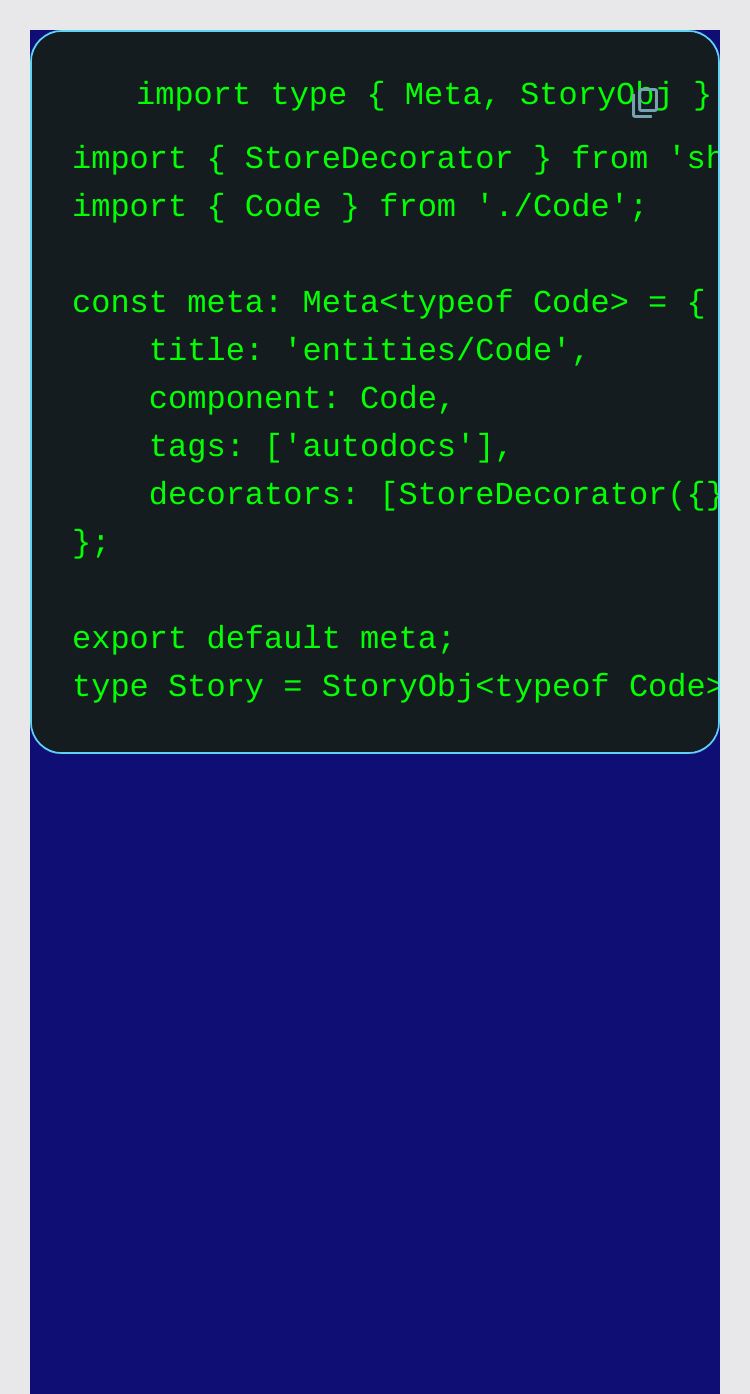 import type { Meta, StoryObj }
import { StoreDecorator } from 'sh
import { Code } from './Code';
const meta: Meta<typeof Code> = {
title: 'entities/Code',
component: Code,
tags: ['autodocs'],
decorators: [StoreDecorator({}
};
export default meta;
type Story = StoryObj<typeof Code>